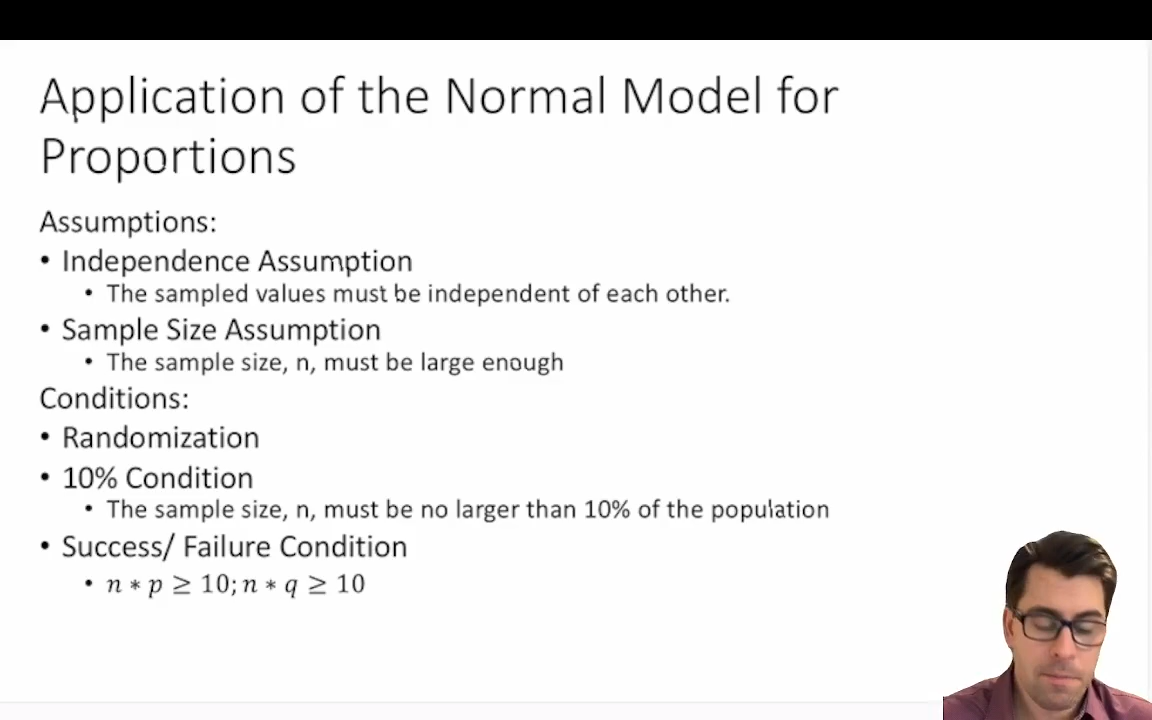 Application of the Normal Model for
Proportions
Assumptions:
• Independence Assumption
• The sampled values must be independent of each other.
• Sample Size Assumption
• The sample size, n, must be large enough
Conditions:
• Randomization
• 10% Condition
• The sample size, n, must be no larger than 10% of the population
• Success/ Failure Condition
• n ∗ p ≥ 10; n ∗ q ≥ 10